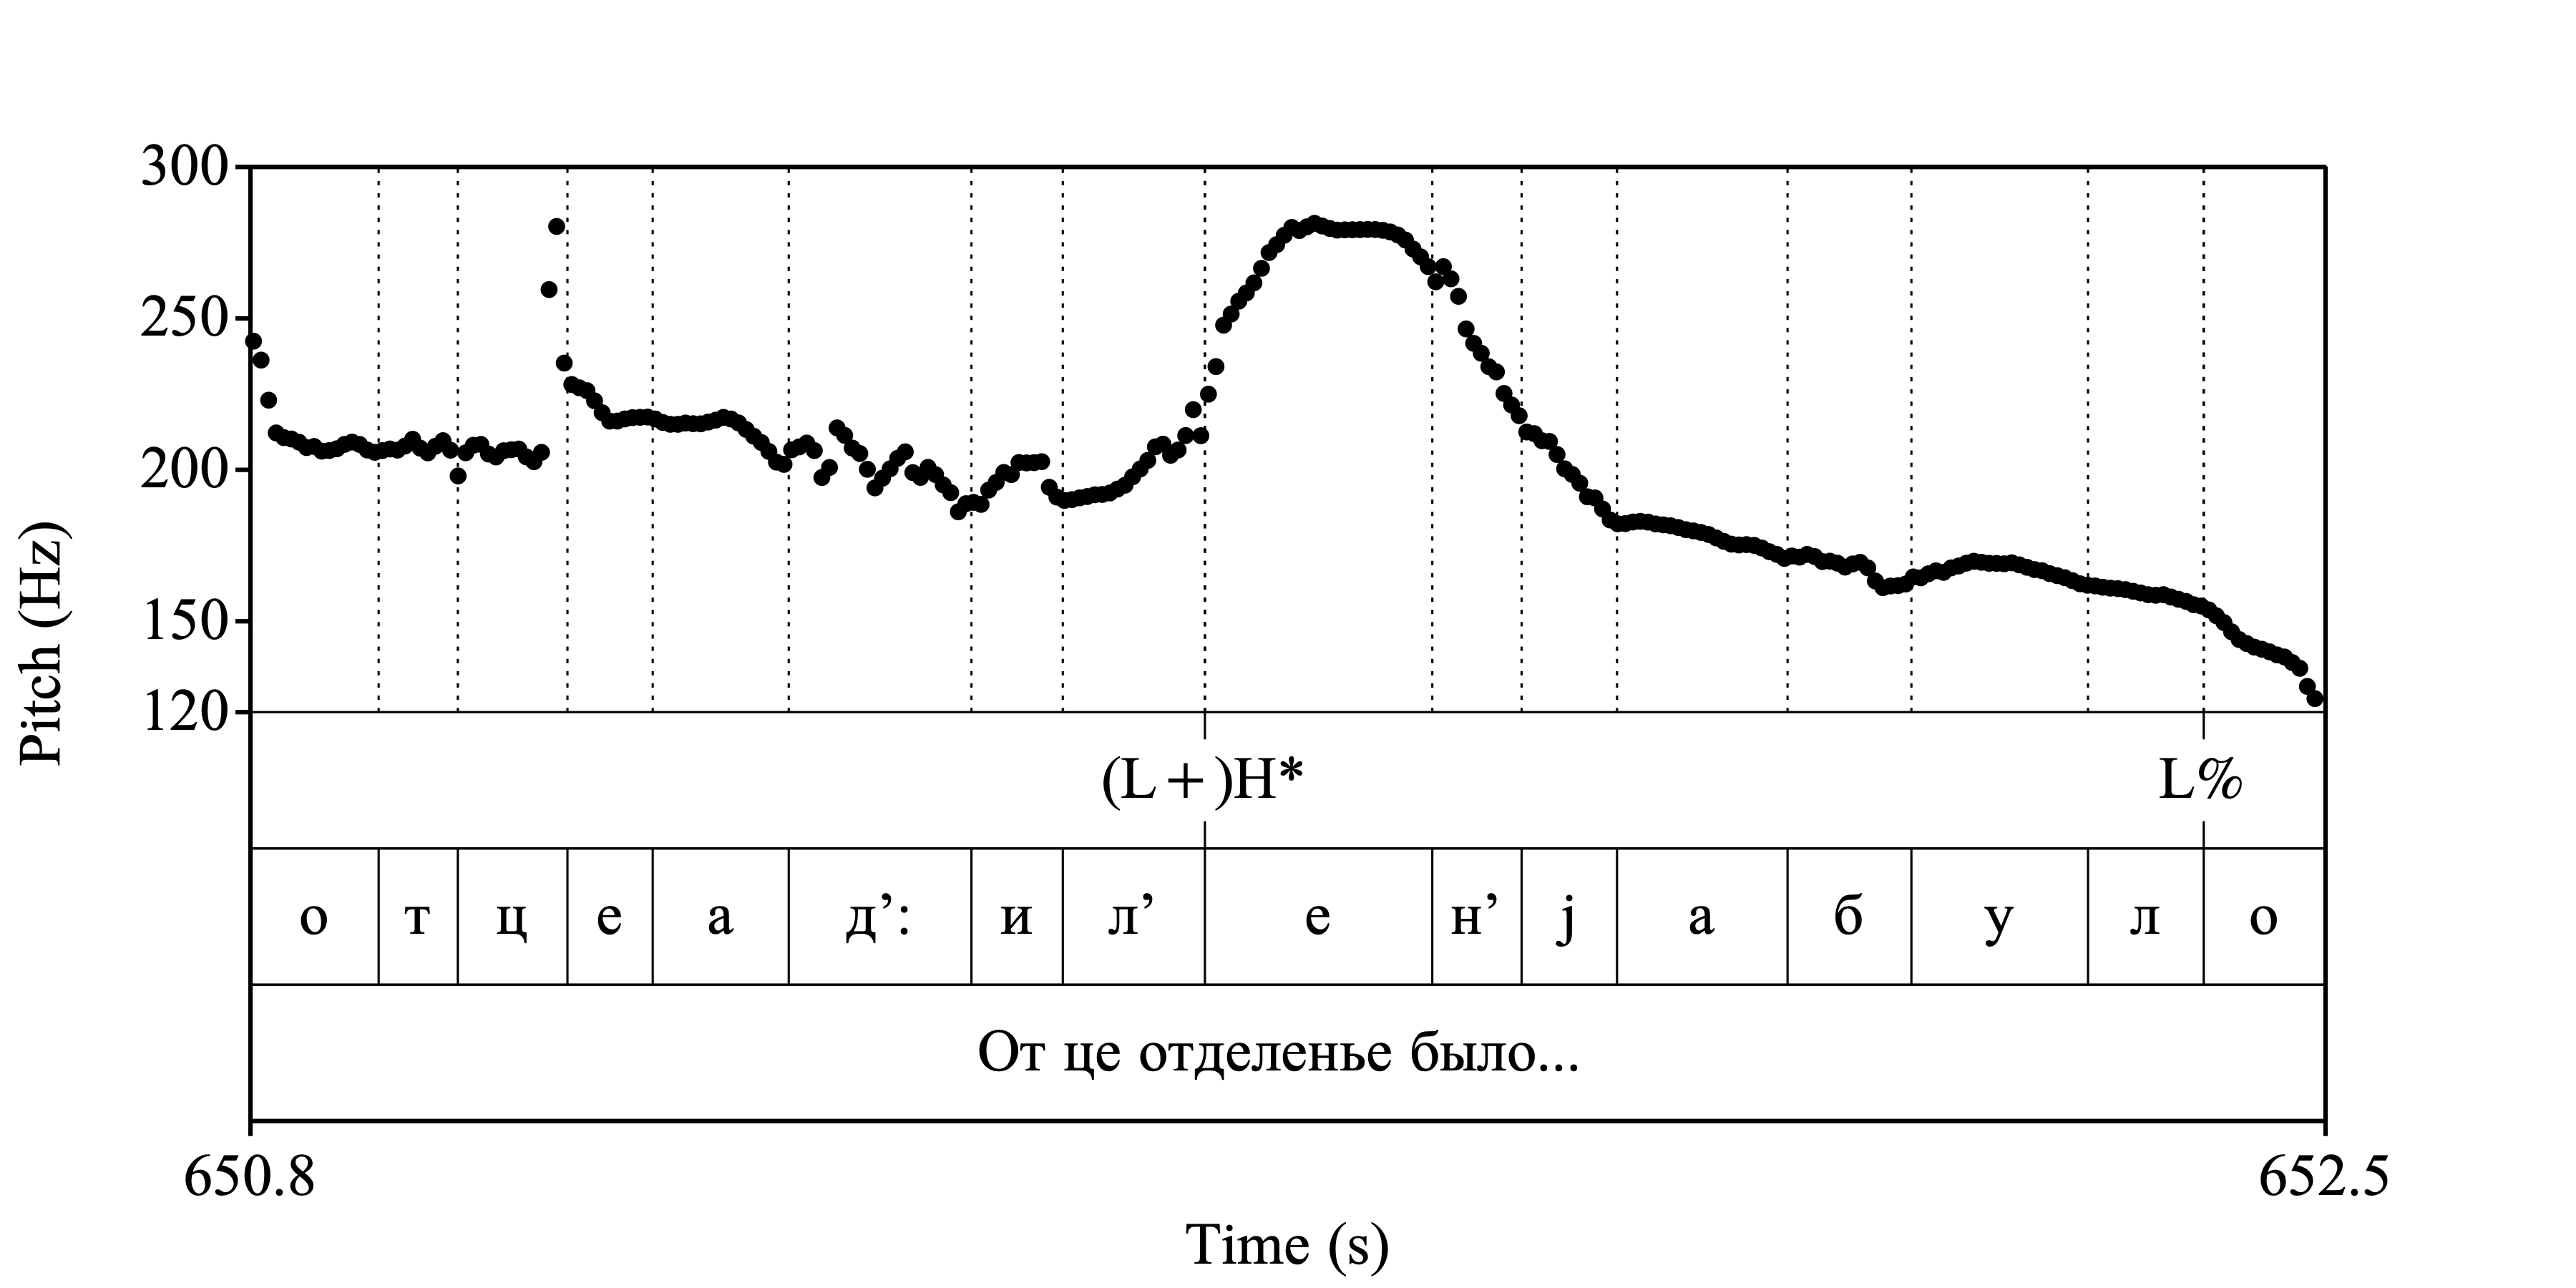 300
250
200
150
120
Pitch (Hz)
(L+)H* L%
о т ц е а д’: и л’ е н’ j а б у л о
От це отделенье было...
650.8 652.5
Time (s)